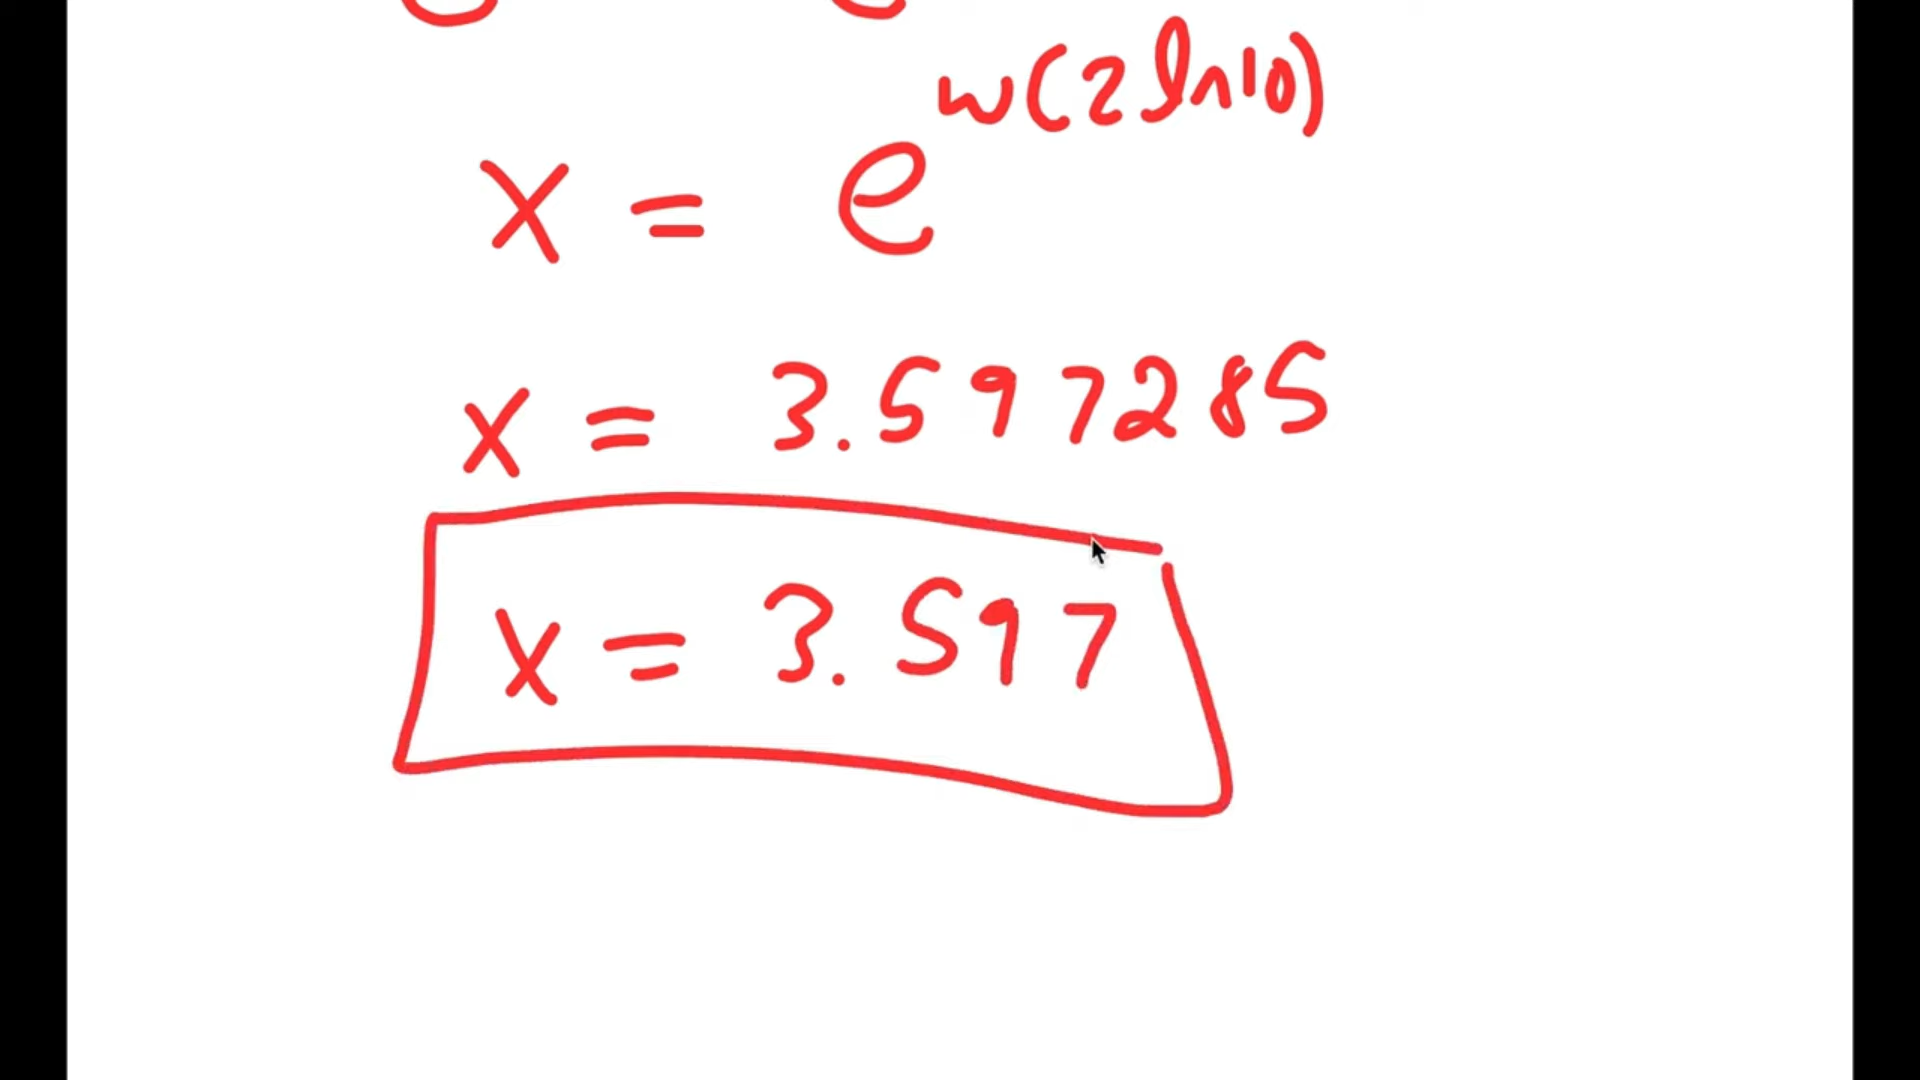 w(2ln10)
x = e
x = 3.597285
x = 3.597